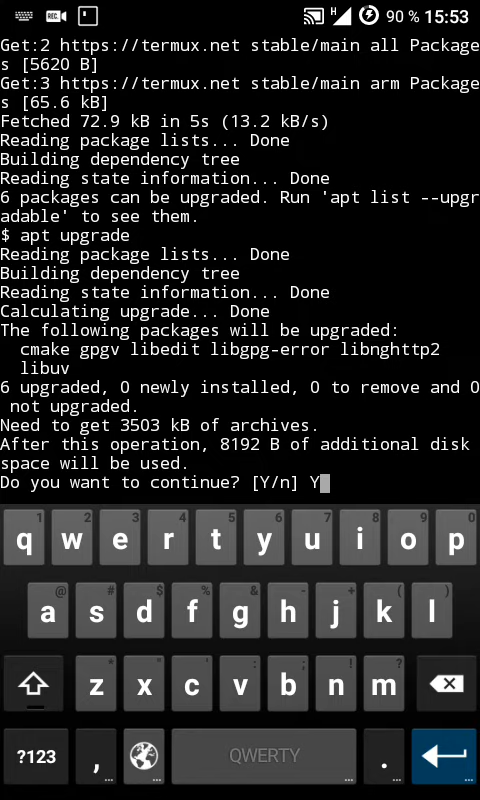 REC. H 90 % 15:53
Get:2 https://termux.net stable/main all Package
s [5620 B]
Get:3 https://termux.net stable/main arm Package
s [65.6 kB]
Fetched 72.9 kB in 5s (13.2 kB/s)
Reading package lists... Done
Building dependency tree
Reading state information... Done
6 packages can be upgraded. Run 'apt list --upgr
adable' to see them.
$ apt upgrade
Reading package lists... Done
Building dependency tree
Reading state information... Done
Calculating upgrade... Done
The following packages will be upgraded:
  cmake gpgv libedit libgpg-error libnghttp2
  libuv
6 upgraded, 0 newly installed, 0 to remove and 0
 not upgraded.
Need to get 3503 kB of archives.
After this operation, 8192 B of additional disk
space will be used.
Do you want to continue? [Y/n] Y
1 2 3 4 5 6 7 8 9 0
q w e r t y u i o p
@ # $ % & - + ( )
a s d f g h j k l
* " ' : ; ! ?
z x c v b n m
?123 , QWERTY .